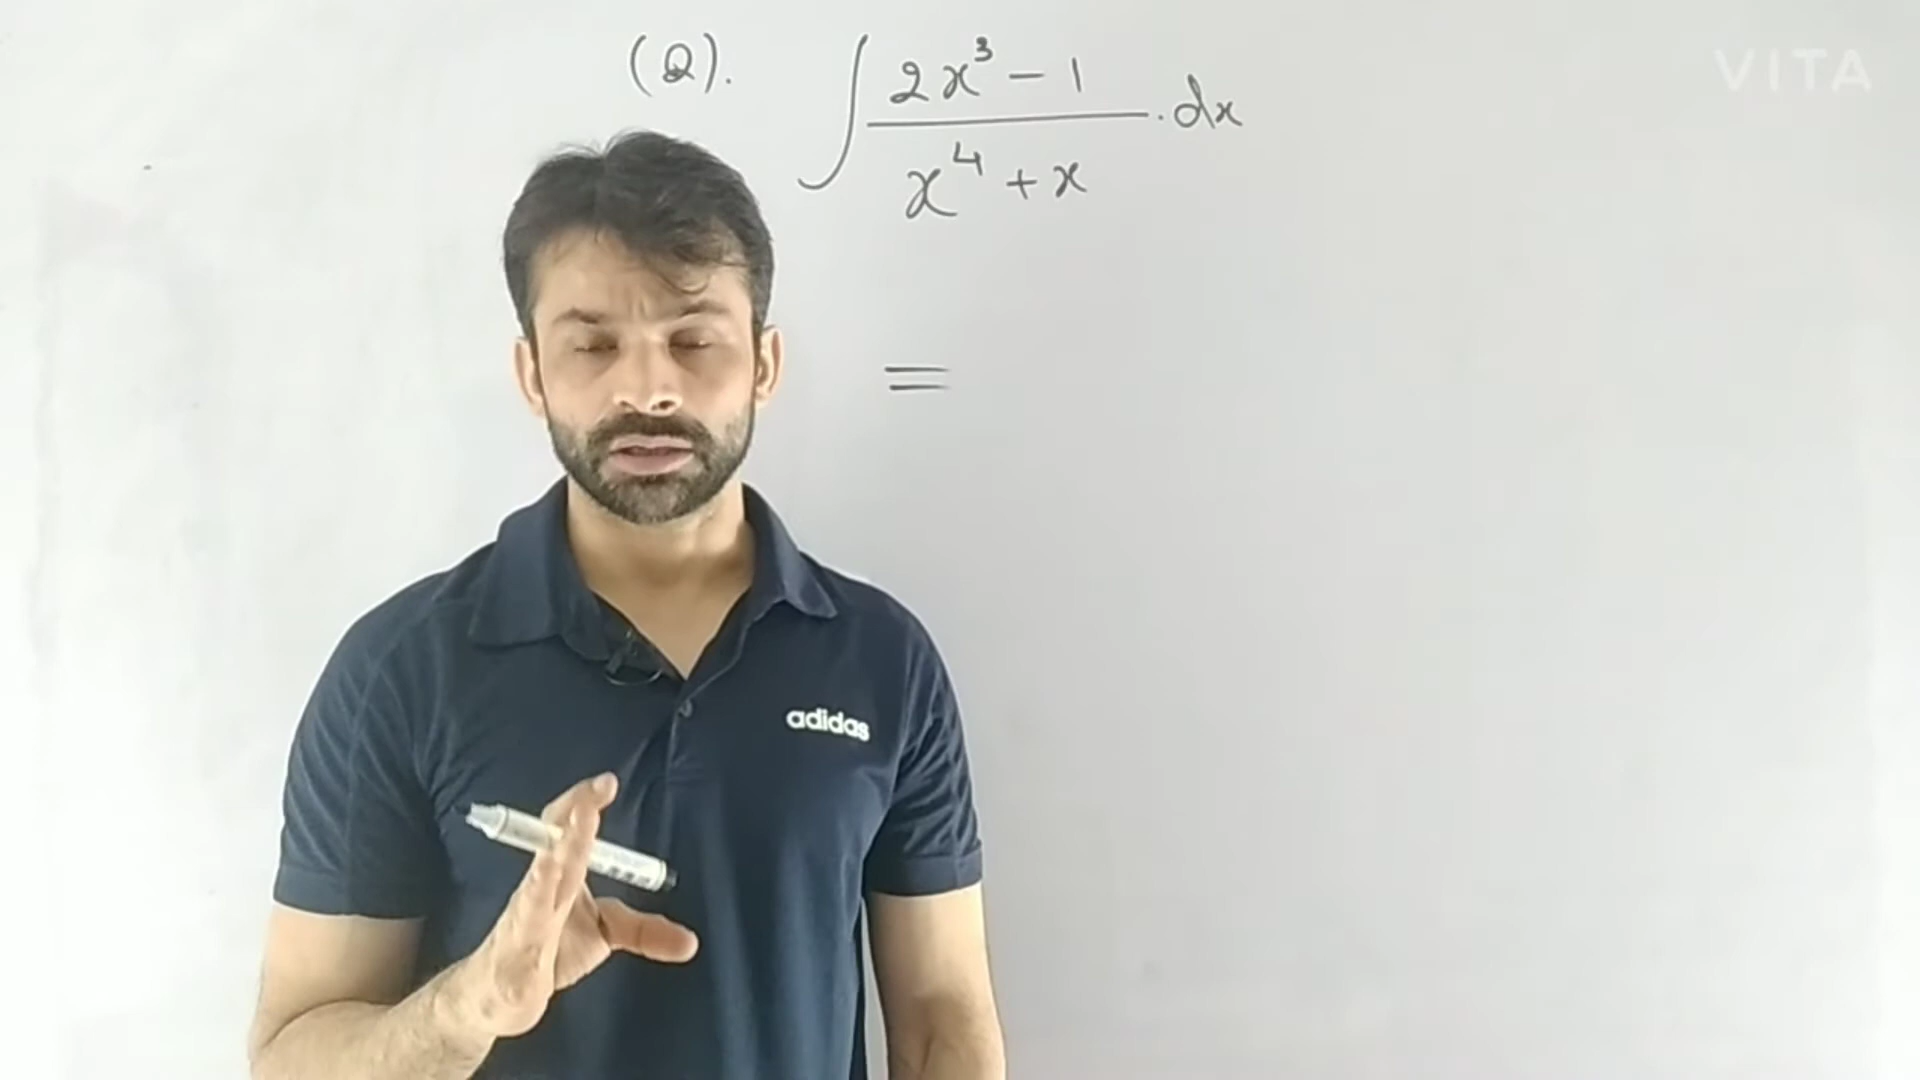 (Q). ∫ (2x³ - 1)/(x⁴ + x) . dx
=
adidas
VITA